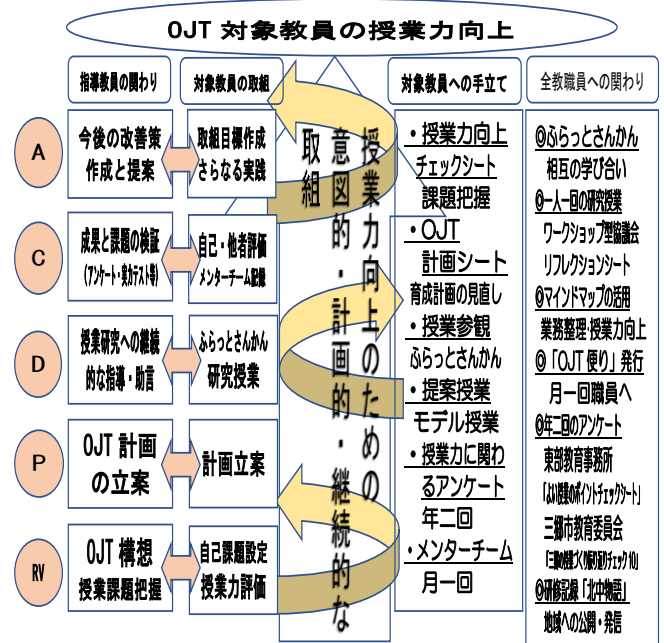 OJT 対象教員の授業力向上
指導教員の関わり
対象教員の取組
対象教員への手立て
全教職員への関わり
A
今後の改善策
作成と提案
取組目標作成
さらなる実践
C
成果と課題の検証
(アンケート・実力テスト等)
自己・他者評価
メンターチーム記録
D
授業研究への継続
的な指導・助言
ふらっとさんかん
研究授業
P
OJT 計画
の立案
計画立案
RV
OJT 構想
授業課題把握
自己課題設定
授業力評価
授業力向上のための
意図的・計画的・継続的な
取組
・授業力向上
チェックシート
課題把握
・OJT
計画シート
育成計画の見直し
・授業参観
ふらっとさんかん
・提案授業
モデル授業
・授業力に関わ
るアンケート
年二回
・メンターチーム
月一回
◎ふらっとさんかん
相互の学び合い
◎一人一回の研究授業
ワークショップ型協議会
リフレクションシート
◎マインドマップの活用
業務整理・授業力向上
◎「OJT 便り」発行
月一回職員へ
◎年二回のアンケート
東部教育事務所
「よい授業のポイントチェックシート」
三郷市教育委員会
「三郷の授業づくり振り返りチェック10」
◎研修記録「北中物語」
地域への公開・発信